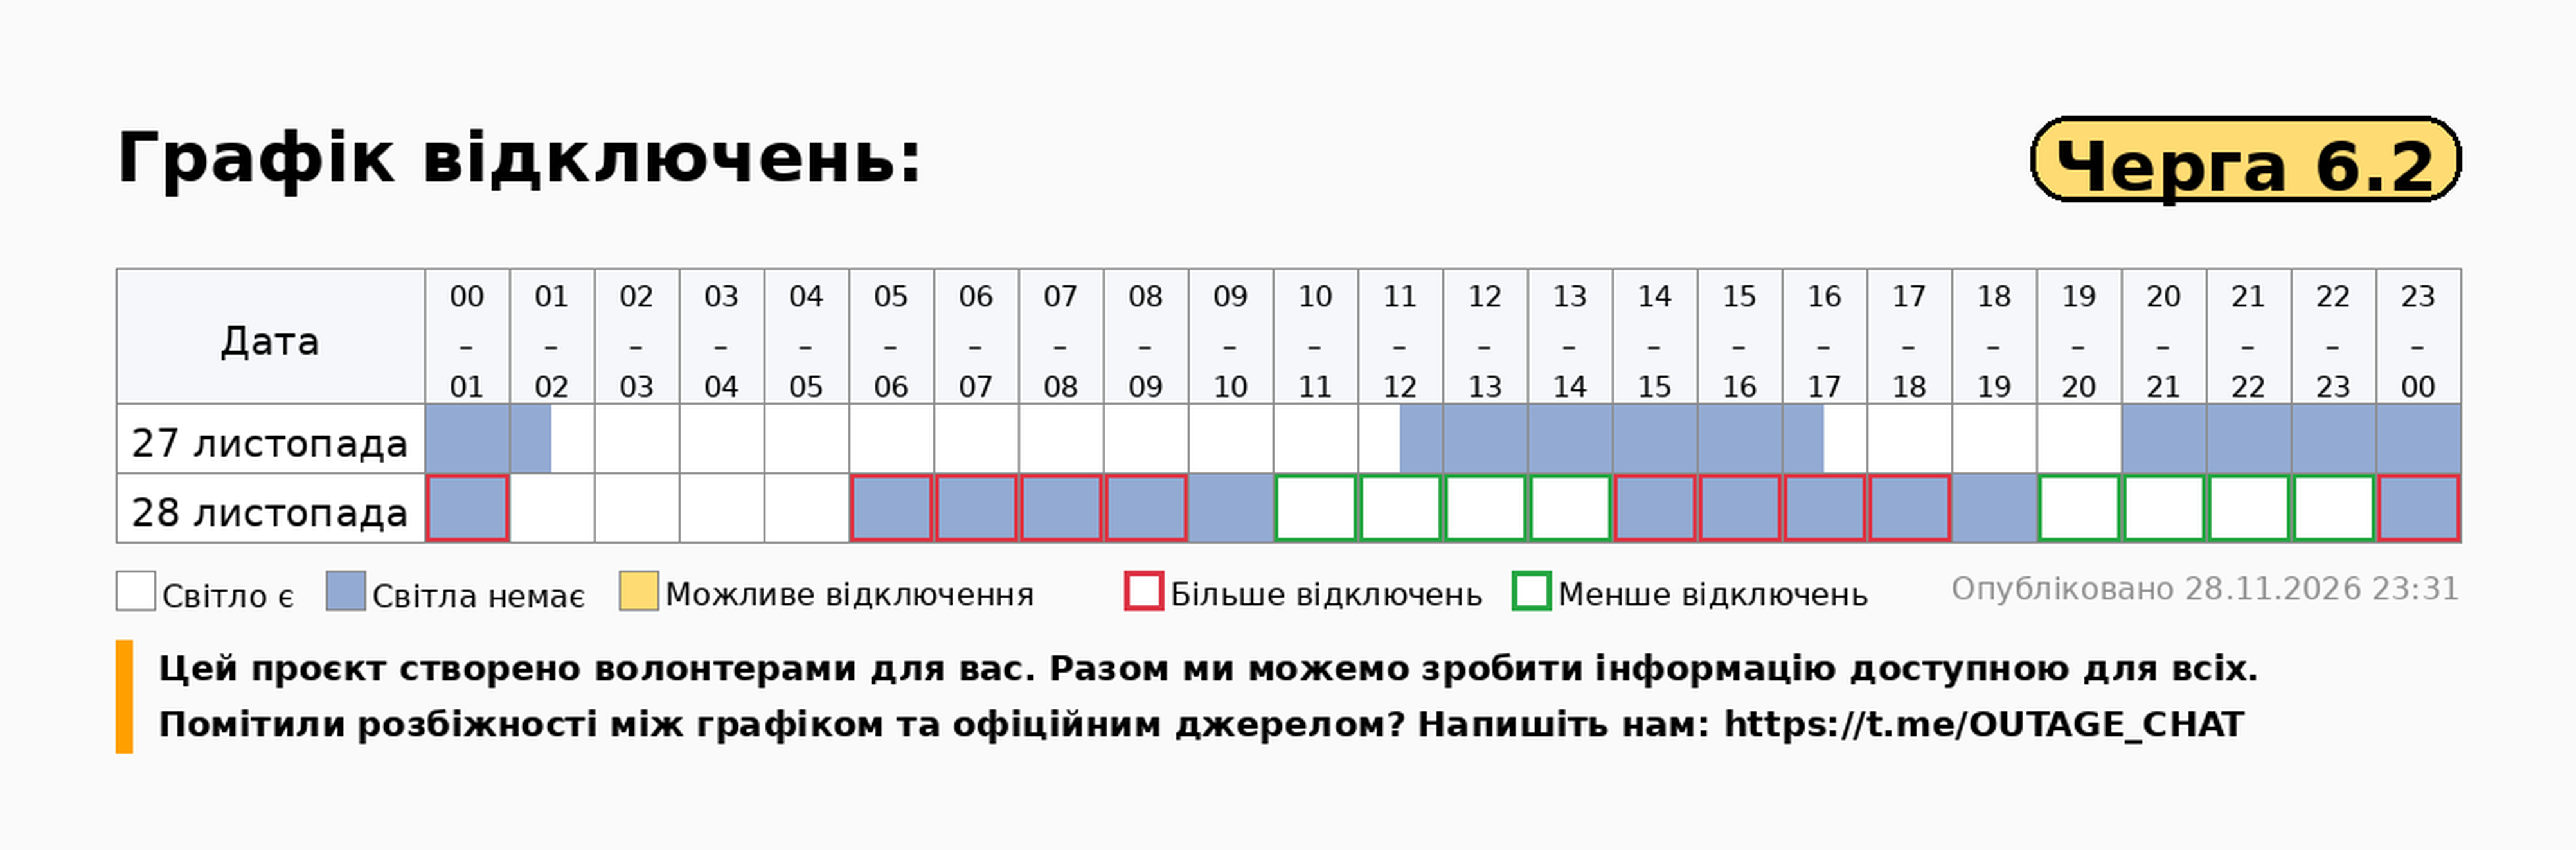 Графік відключень:
Черга 6.2
Дата
00 – 01
01 – 02
02 – 03
03 – 04
04 – 05
05 – 06
06 – 07
07 – 08
08 – 09
09 – 10
10 – 11
11 – 12
12 – 13
13 – 14
14 – 15
15 – 16
16 – 17
17 – 18
18 – 19
19 – 20
20 – 21
21 – 22
22 – 23
23 – 00
27 листопада
28 листопада
Світло є
Світла немає
Можливе відключення
Більше відключень
Менше відключень
Опубліковано 28.11.2026 23:31
Цей проєкт створено волонтерами для вас. Разом ми можемо зробити інформацію доступною для всіх.
Помітили розбіжності між графіком та офіційним джерелом? Напишіть нам: https://t.me/OUTAGE_CHAT